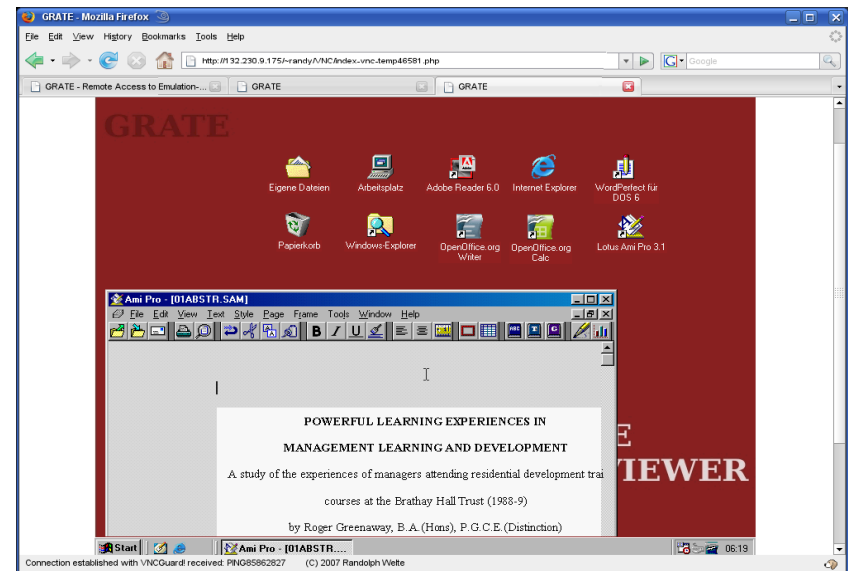 GRATE - Mozilla Firefox
File Edit View History Bookmarks Tools Help
http://132.230.9.175/~randy/VNC/index-vnc-temp46581.php
Google
GRATE - Remote Access to Emulation-...
GRATE
GRATE
GRATE
Eigene Dateien
Arbeitsplatz
Adobe Reader 6.0
Internet Explorer
WordPerfect für
DOS 6
Papierkorb
Windows-Explorer
OpenOffice.org
Writer
OpenOffice.org
Calc
Lotus Ami Pro 3.1
Ami Pro - [01ABSTR.SAM]
File Edit View Text Style Page Frame Tools Window Help
B I U
POWERFUL LEARNING EXPERIENCES IN
MANAGEMENT LEARNING AND DEVELOPMENT
A study of the experiences of managers attending residential development trai
courses at the Brathay Hall Trust (1988-9)
by Roger Greenaway, B.A.(Hons), P.G.C.E.(Distinction)
E
IEWER
Start
Ami Pro - [01ABSTR....
06:19
Connection established with VNCGuard! received: PING85862827 (C) 2007 Randolph Welte